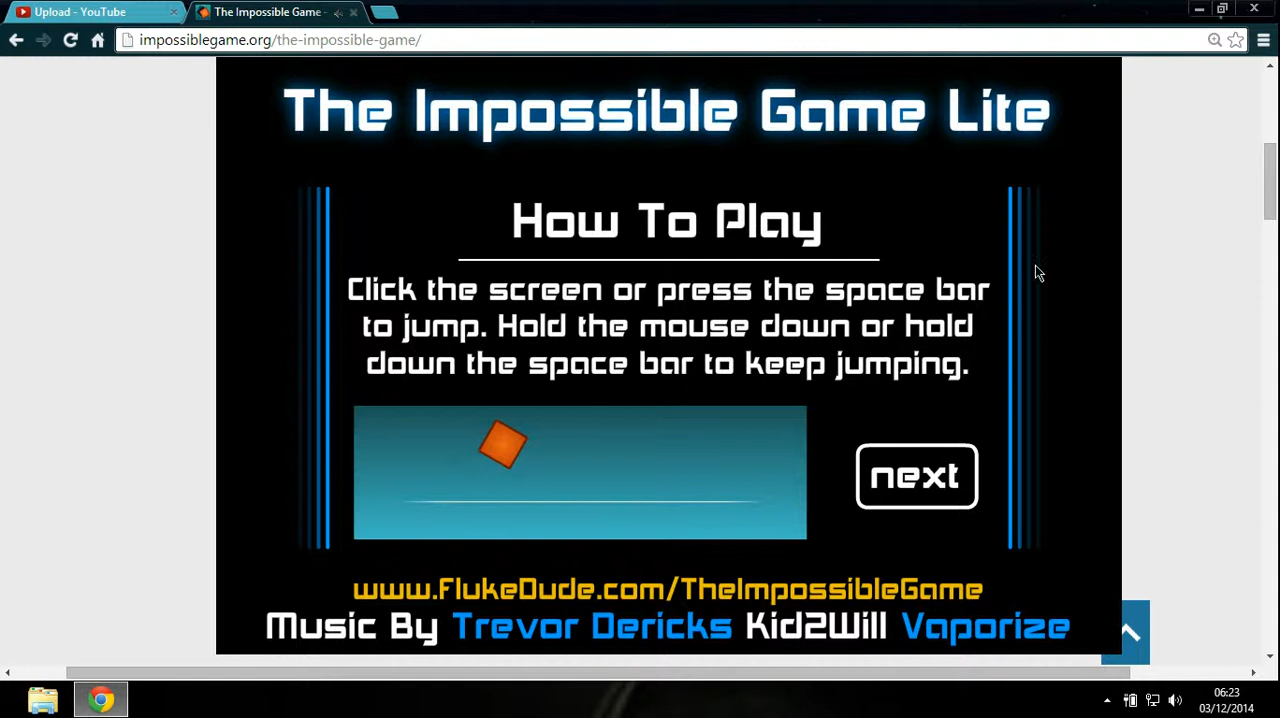 Upload - YouTube
The Impossible Game -
impossiblegame.org/the-impossible-game/
The Impossible Game Lite
How To Play
Click the screen or press the space bar
to jump. Hold the mouse down or hold
down the space bar to keep jumping.
next
www.FlukeDude.com/TheImpossibleGame
Music By Trevor Dericks Kid2Will Vaporize
06:23
03/12/2014